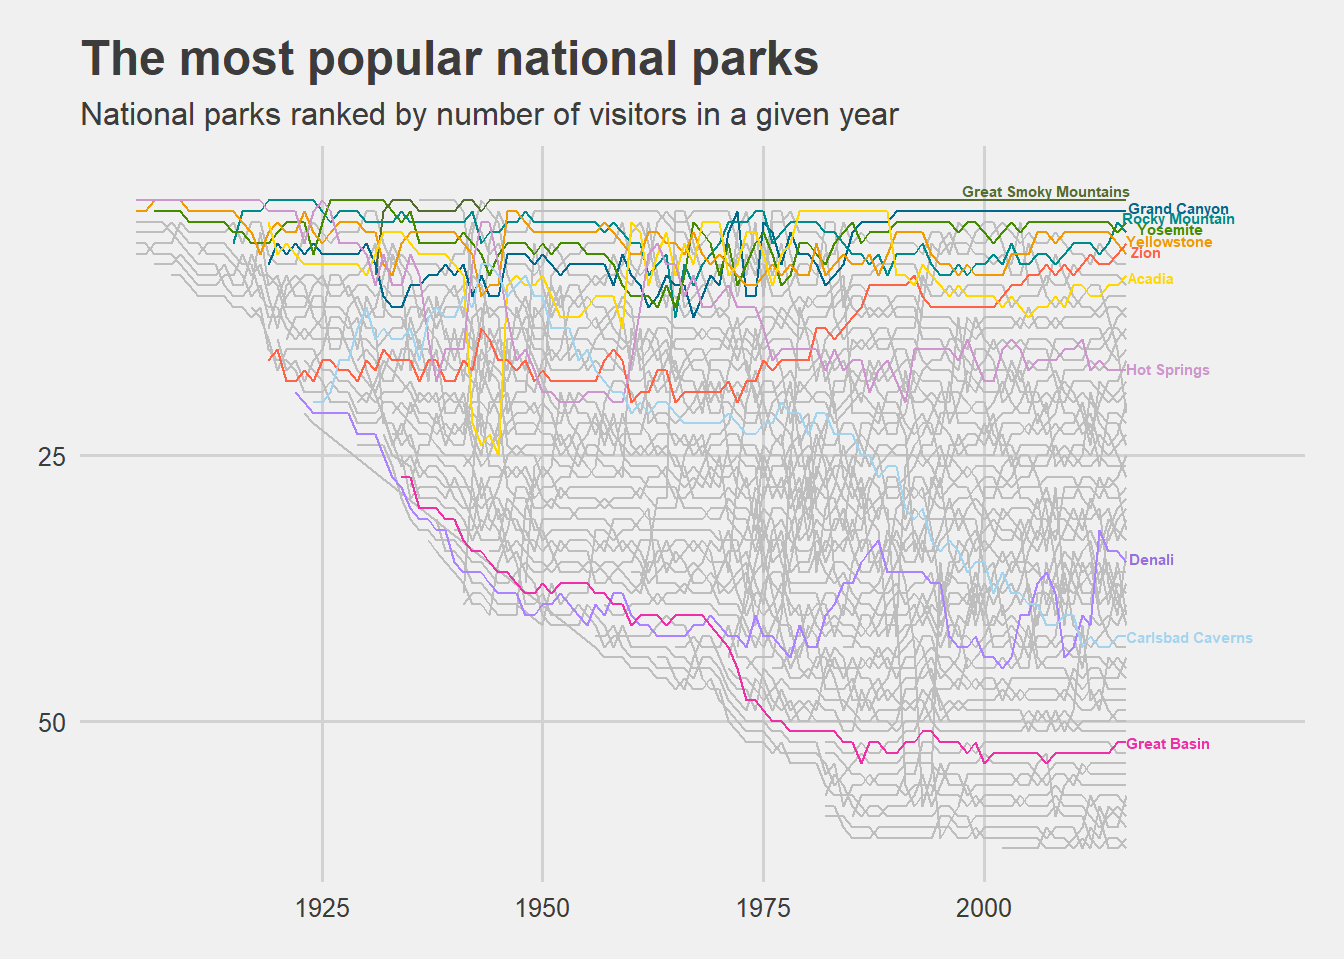 The most popular national parks
National parks ranked by number of visitors in a given year
Great Smoky Mountains
Grand Canyon
Rocky Mountain
Yosemite
Yellowstone
Zion
Acadia
Hot Springs
25
Denali
Carlsbad Caverns
50
Great Basin
1925 1950 1975 2000